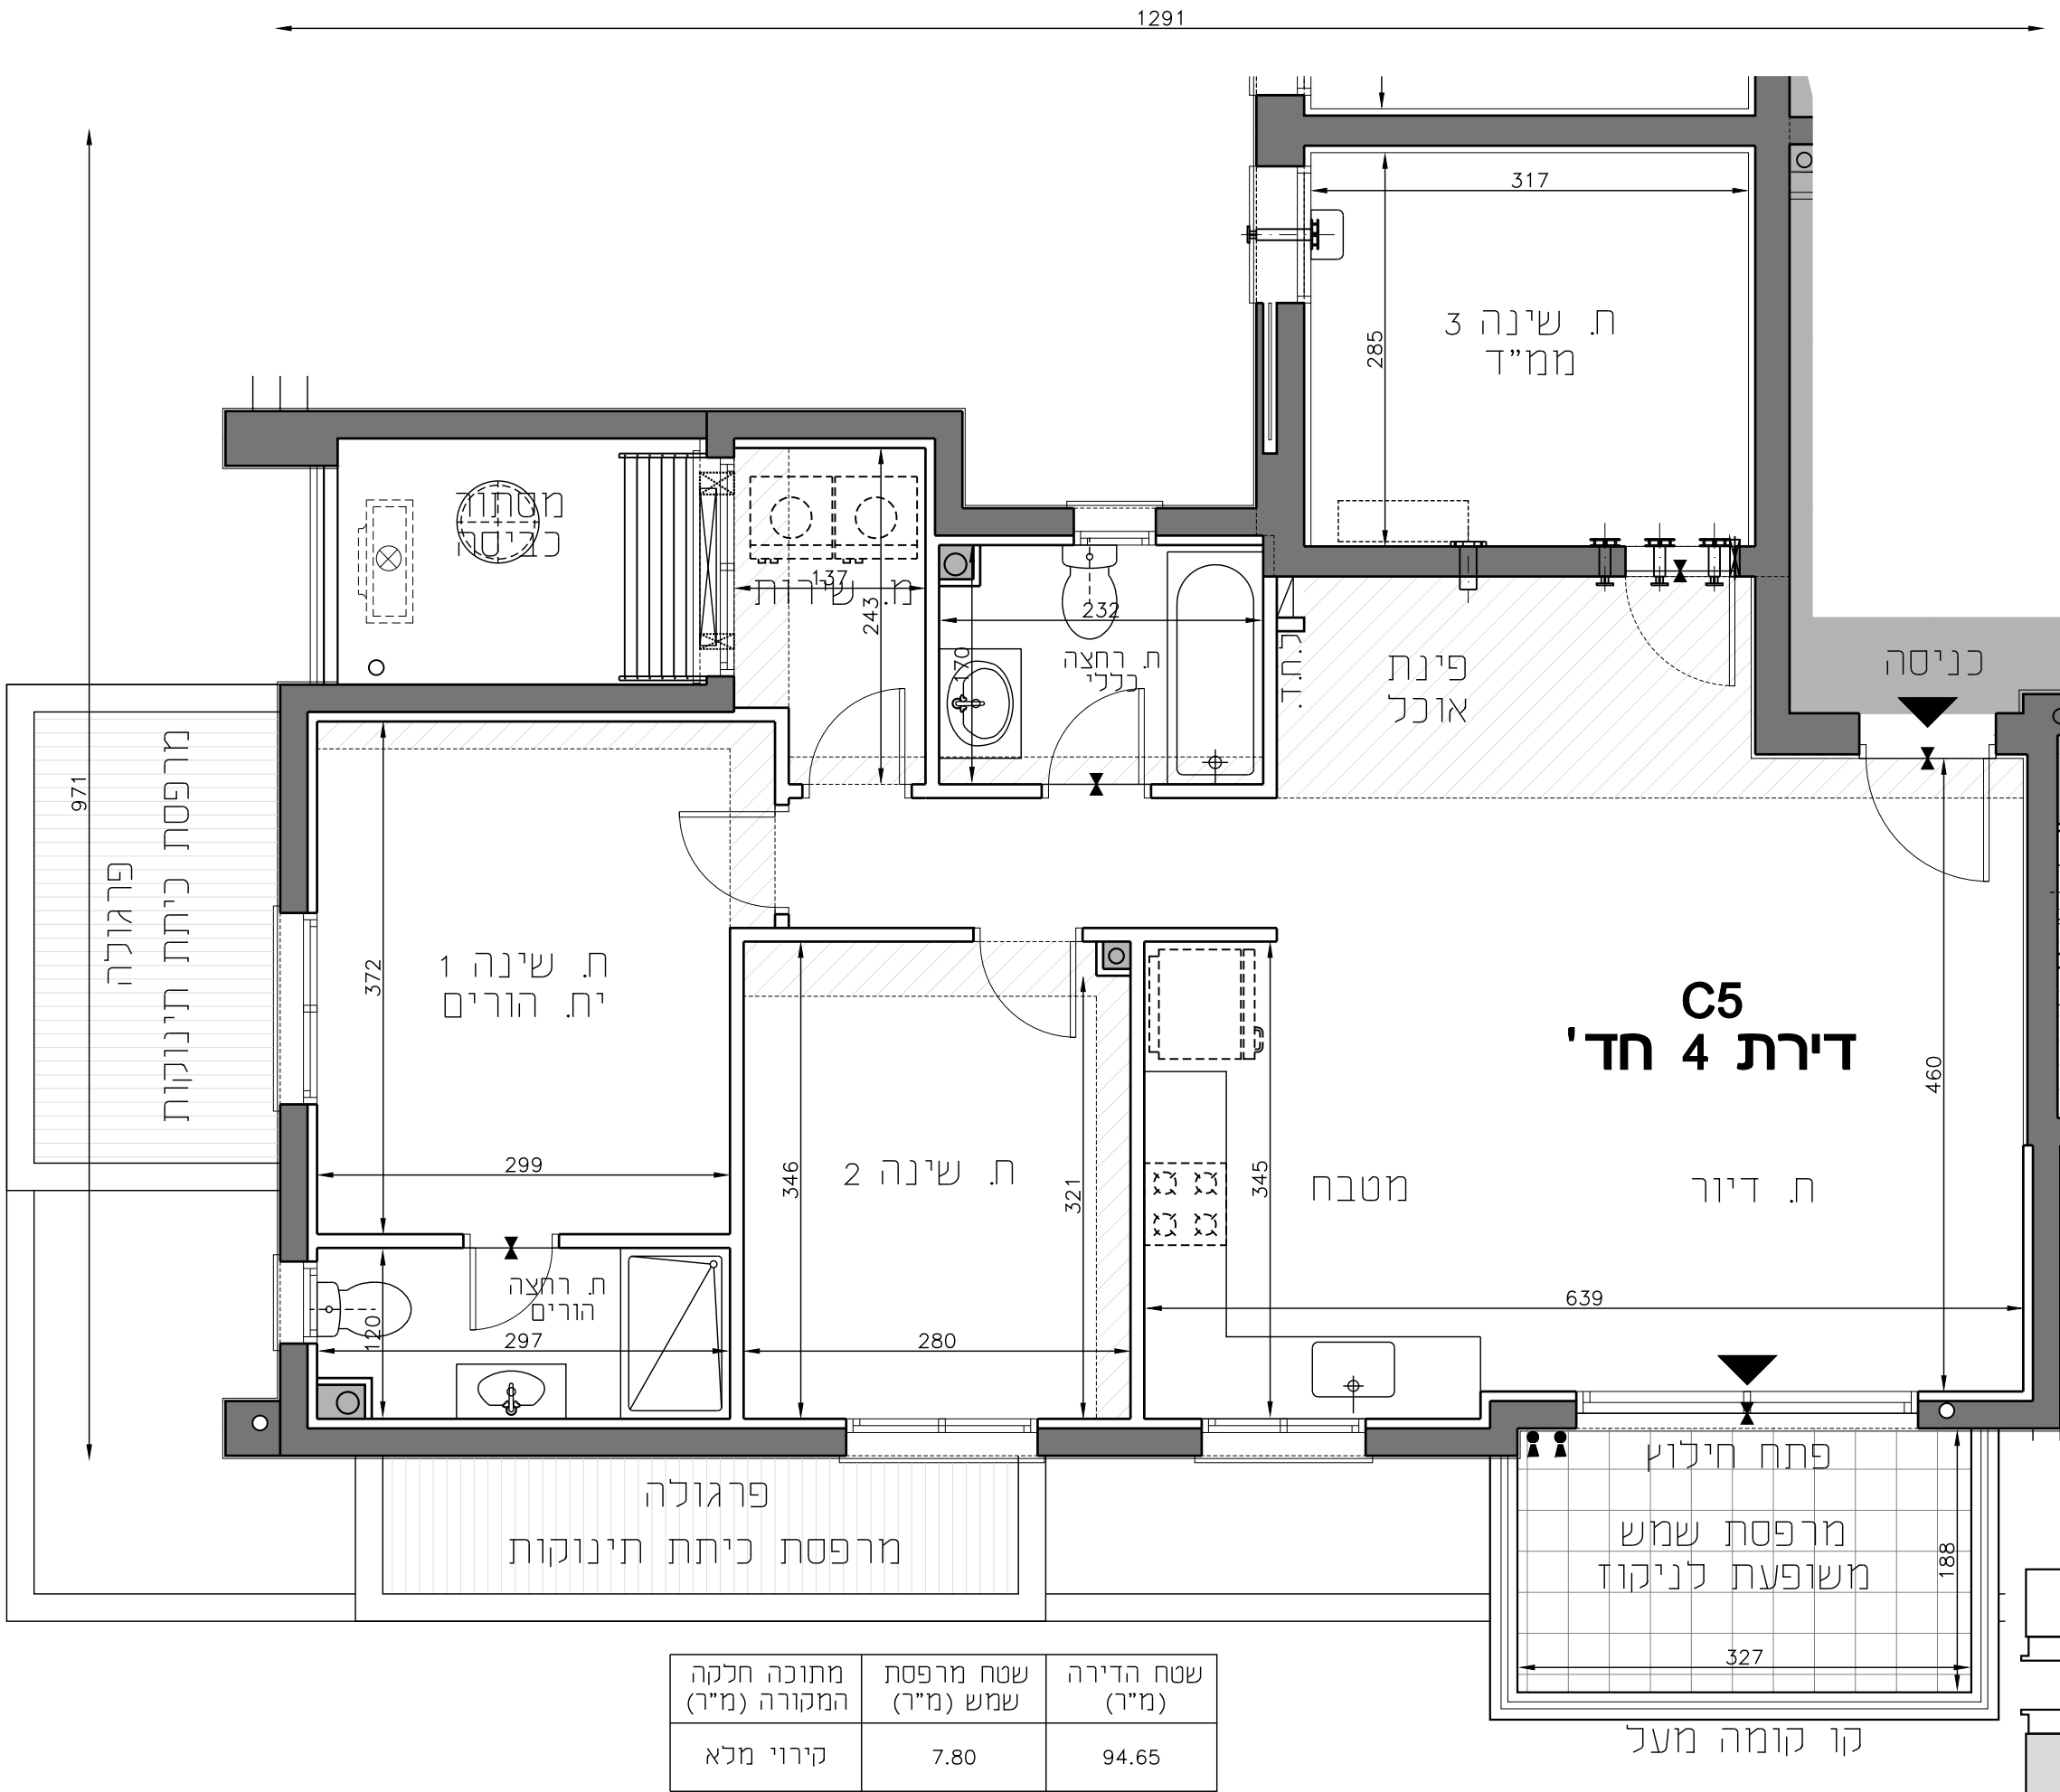 1291
317
285
ח. שינה 3
ממ"ד
מסתור
כביסה
מ. שירות
137
243
232
170
ח. רחצה
כללי
ח.ד.
פינת
אוכל
כניסה
971
מרפסת כיתת תינוקות
פרגולה
372
ח. שינה 1
יח. הורים
299
C5
דירת 4 חד'
460
346
ח. שינה 2
321
345
מטבח
ח. דיור
639
ח. רחצה
הורים
120
297
280
פתח חילוץ
מרפסת שמש
משופעת לניקוז
188
327
קו קומה מעל
פרגולה
מרפסת כיתת תינוקות
שטח הדירה (מ"ר)
שטח מרפסת שמש (מ"ר)
מתוכה חלקה המקורה (מ"ר)
94.65
7.80
קירוי מלא